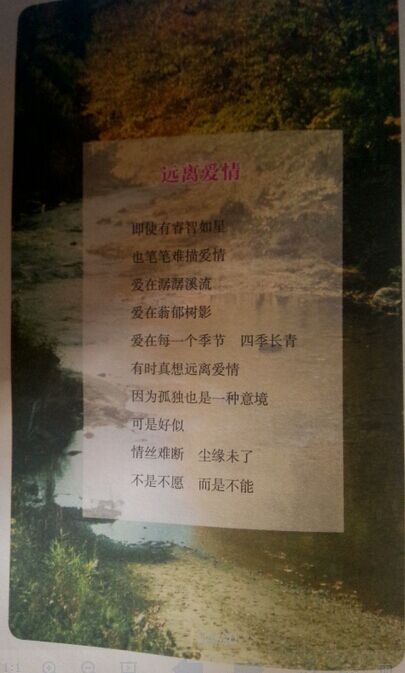 远离爱情
即使有睿智如星
也笔笔难描爱情
爱在潺潺溪流
爱在蓊郁树影
爱在每一个季节　四季长青
有时真想远离爱情
因为孤独也是一种意境
可是好似
情丝难断　尘缘未了
不是不愿　而是不能
1:1